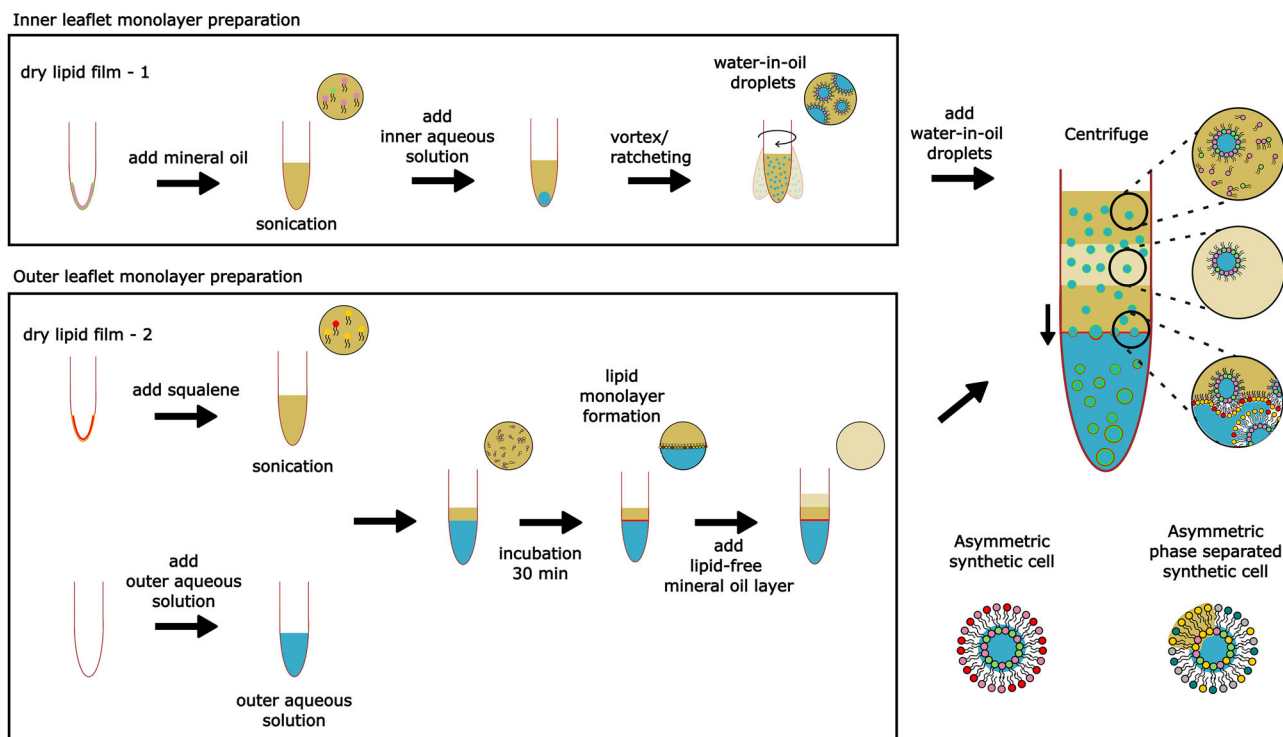 Inner leaflet monolayer preparation
dry lipid film - 1
add mineral oil
sonication
add
inner aqueous
solution
vortex/
ratcheting
water-in-oil
droplets
add
water-in-oil
droplets
Centrifuge
Outer leaflet monolayer preparation
dry lipid film - 2
add squalene
sonication
add
outer aqueous
solution
outer aqueous
solution
incubation
30 min
lipid
monolayer
formation
add
lipid-free
mineral oil layer
Asymmetric
synthetic cell
Asymmetric
phase separated
synthetic cell